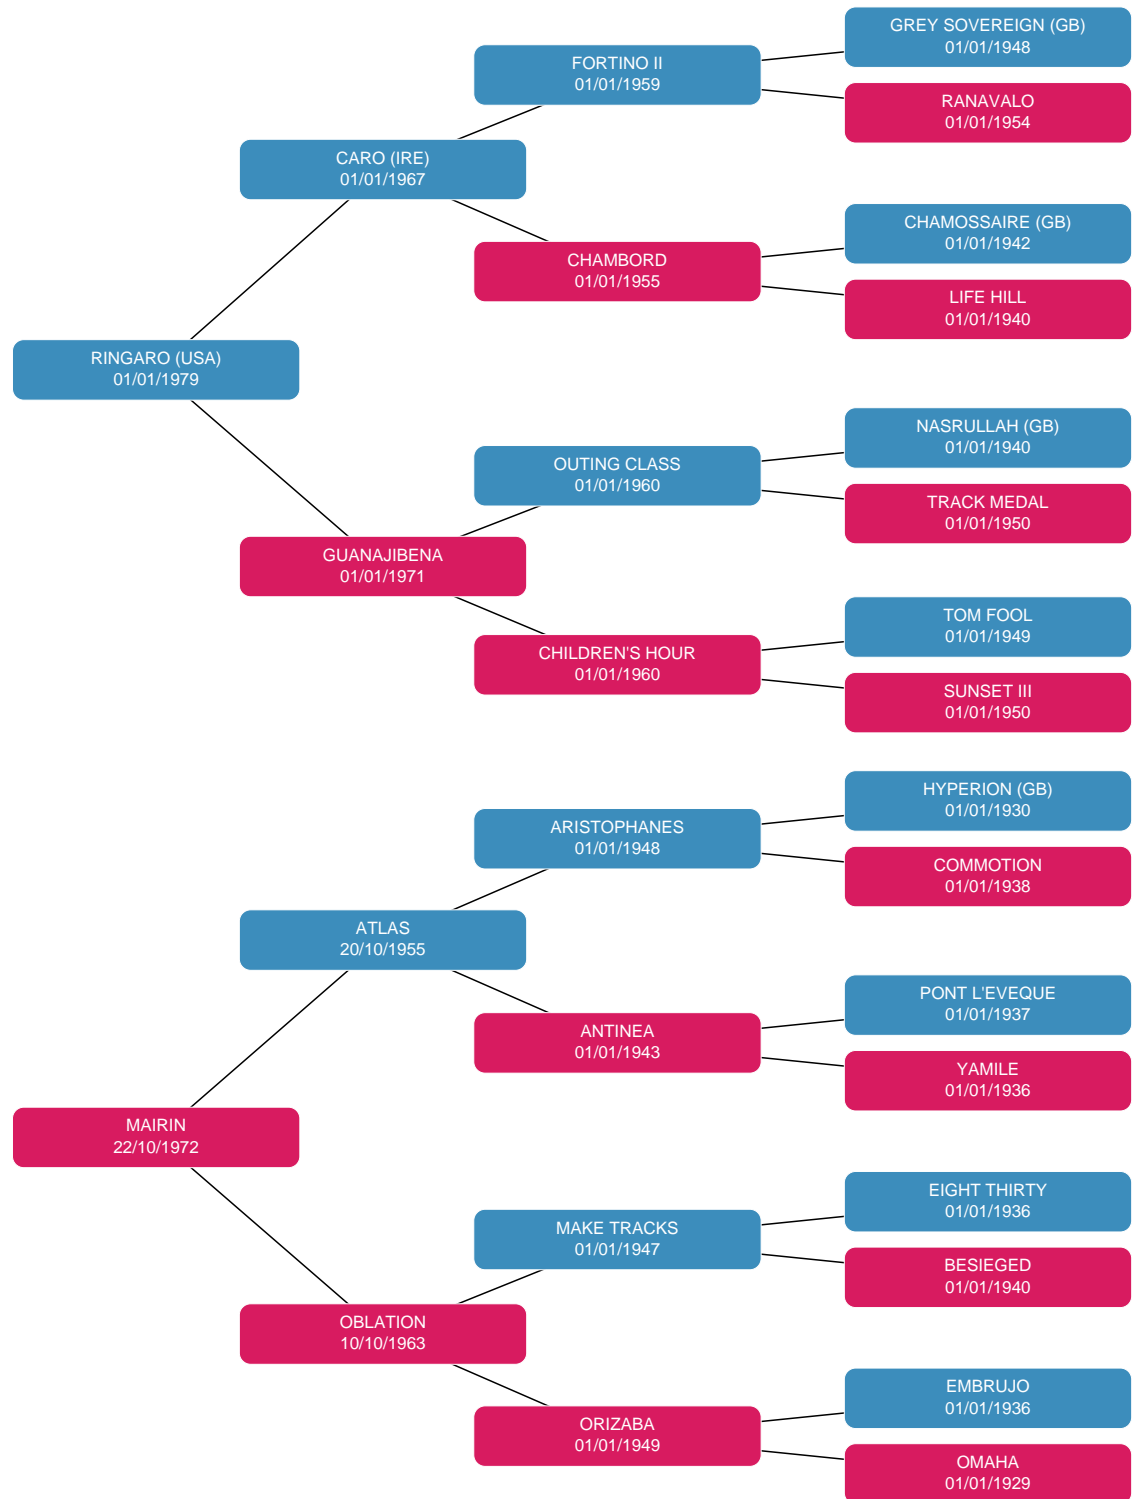 GREY SOVEREIGN (GB)
01/01/1948
FORTINO II
01/01/1959
RANAVALO
01/01/1954
CARO (IRE)
01/01/1967
CHAMOSSAIRE (GB)
01/01/1942
CHAMBORD
01/01/1955
LIFE HILL
01/01/1940
RINGARO (USA)
01/01/1979
NASRULLAH (GB)
01/01/1940
OUTING CLASS
01/01/1960
TRACK MEDAL
01/01/1950
GUANAJIBENA
01/01/1971
TOM FOOL
01/01/1949
CHILDREN'S HOUR
01/01/1960
SUNSET III
01/01/1950
HYPERION (GB)
01/01/1930
ARISTOPHANES
01/01/1948
COMMOTION
01/01/1938
ATLAS
20/10/1955
PONT L'EVEQUE
01/01/1937
ANTINEA
01/01/1943
YAMILE
01/01/1936
MAIRIN
22/10/1972
EIGHT THIRTY
01/01/1936
MAKE TRACKS
01/01/1947
BESIEGED
01/01/1940
OBLATION
10/10/1963
EMBRUJO
01/01/1936
ORIZABA
01/01/1949
OMAHA
01/01/1929